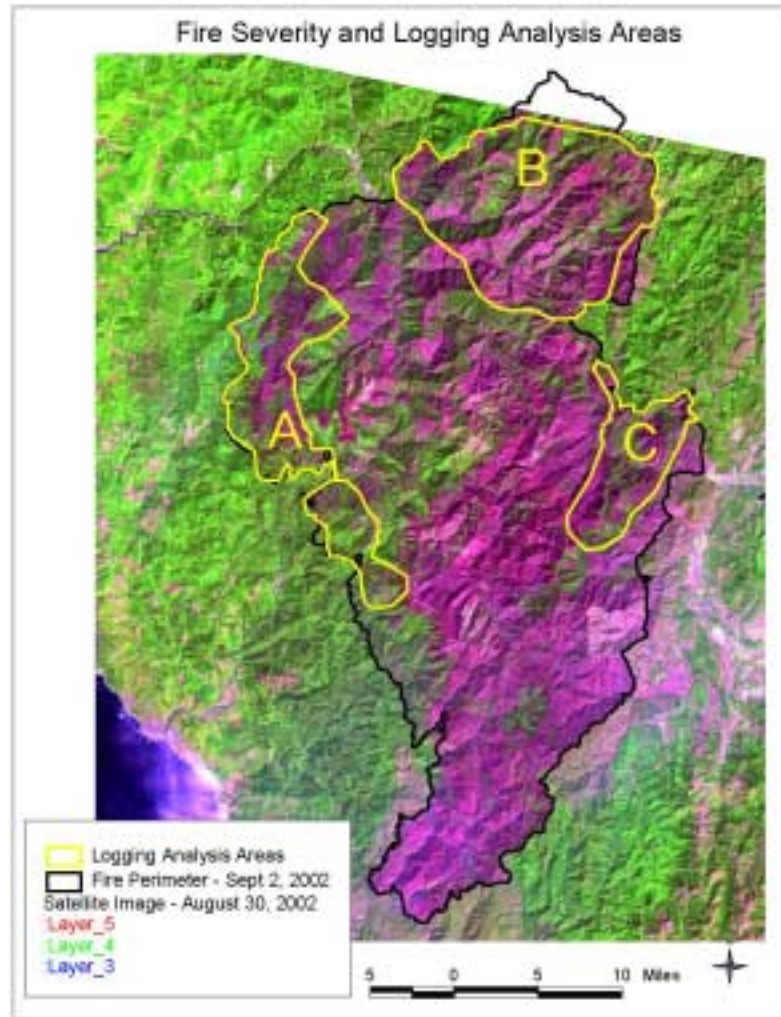 Fire Severity and Logging Analysis Areas
B
A
C
Logging Analysis Areas
Fire Perimeter - Sept 2, 2002
Satellite Image - August 30, 2002
:Layer_5
:Layer_4
:Layer_3
5 0 5 10 Miles